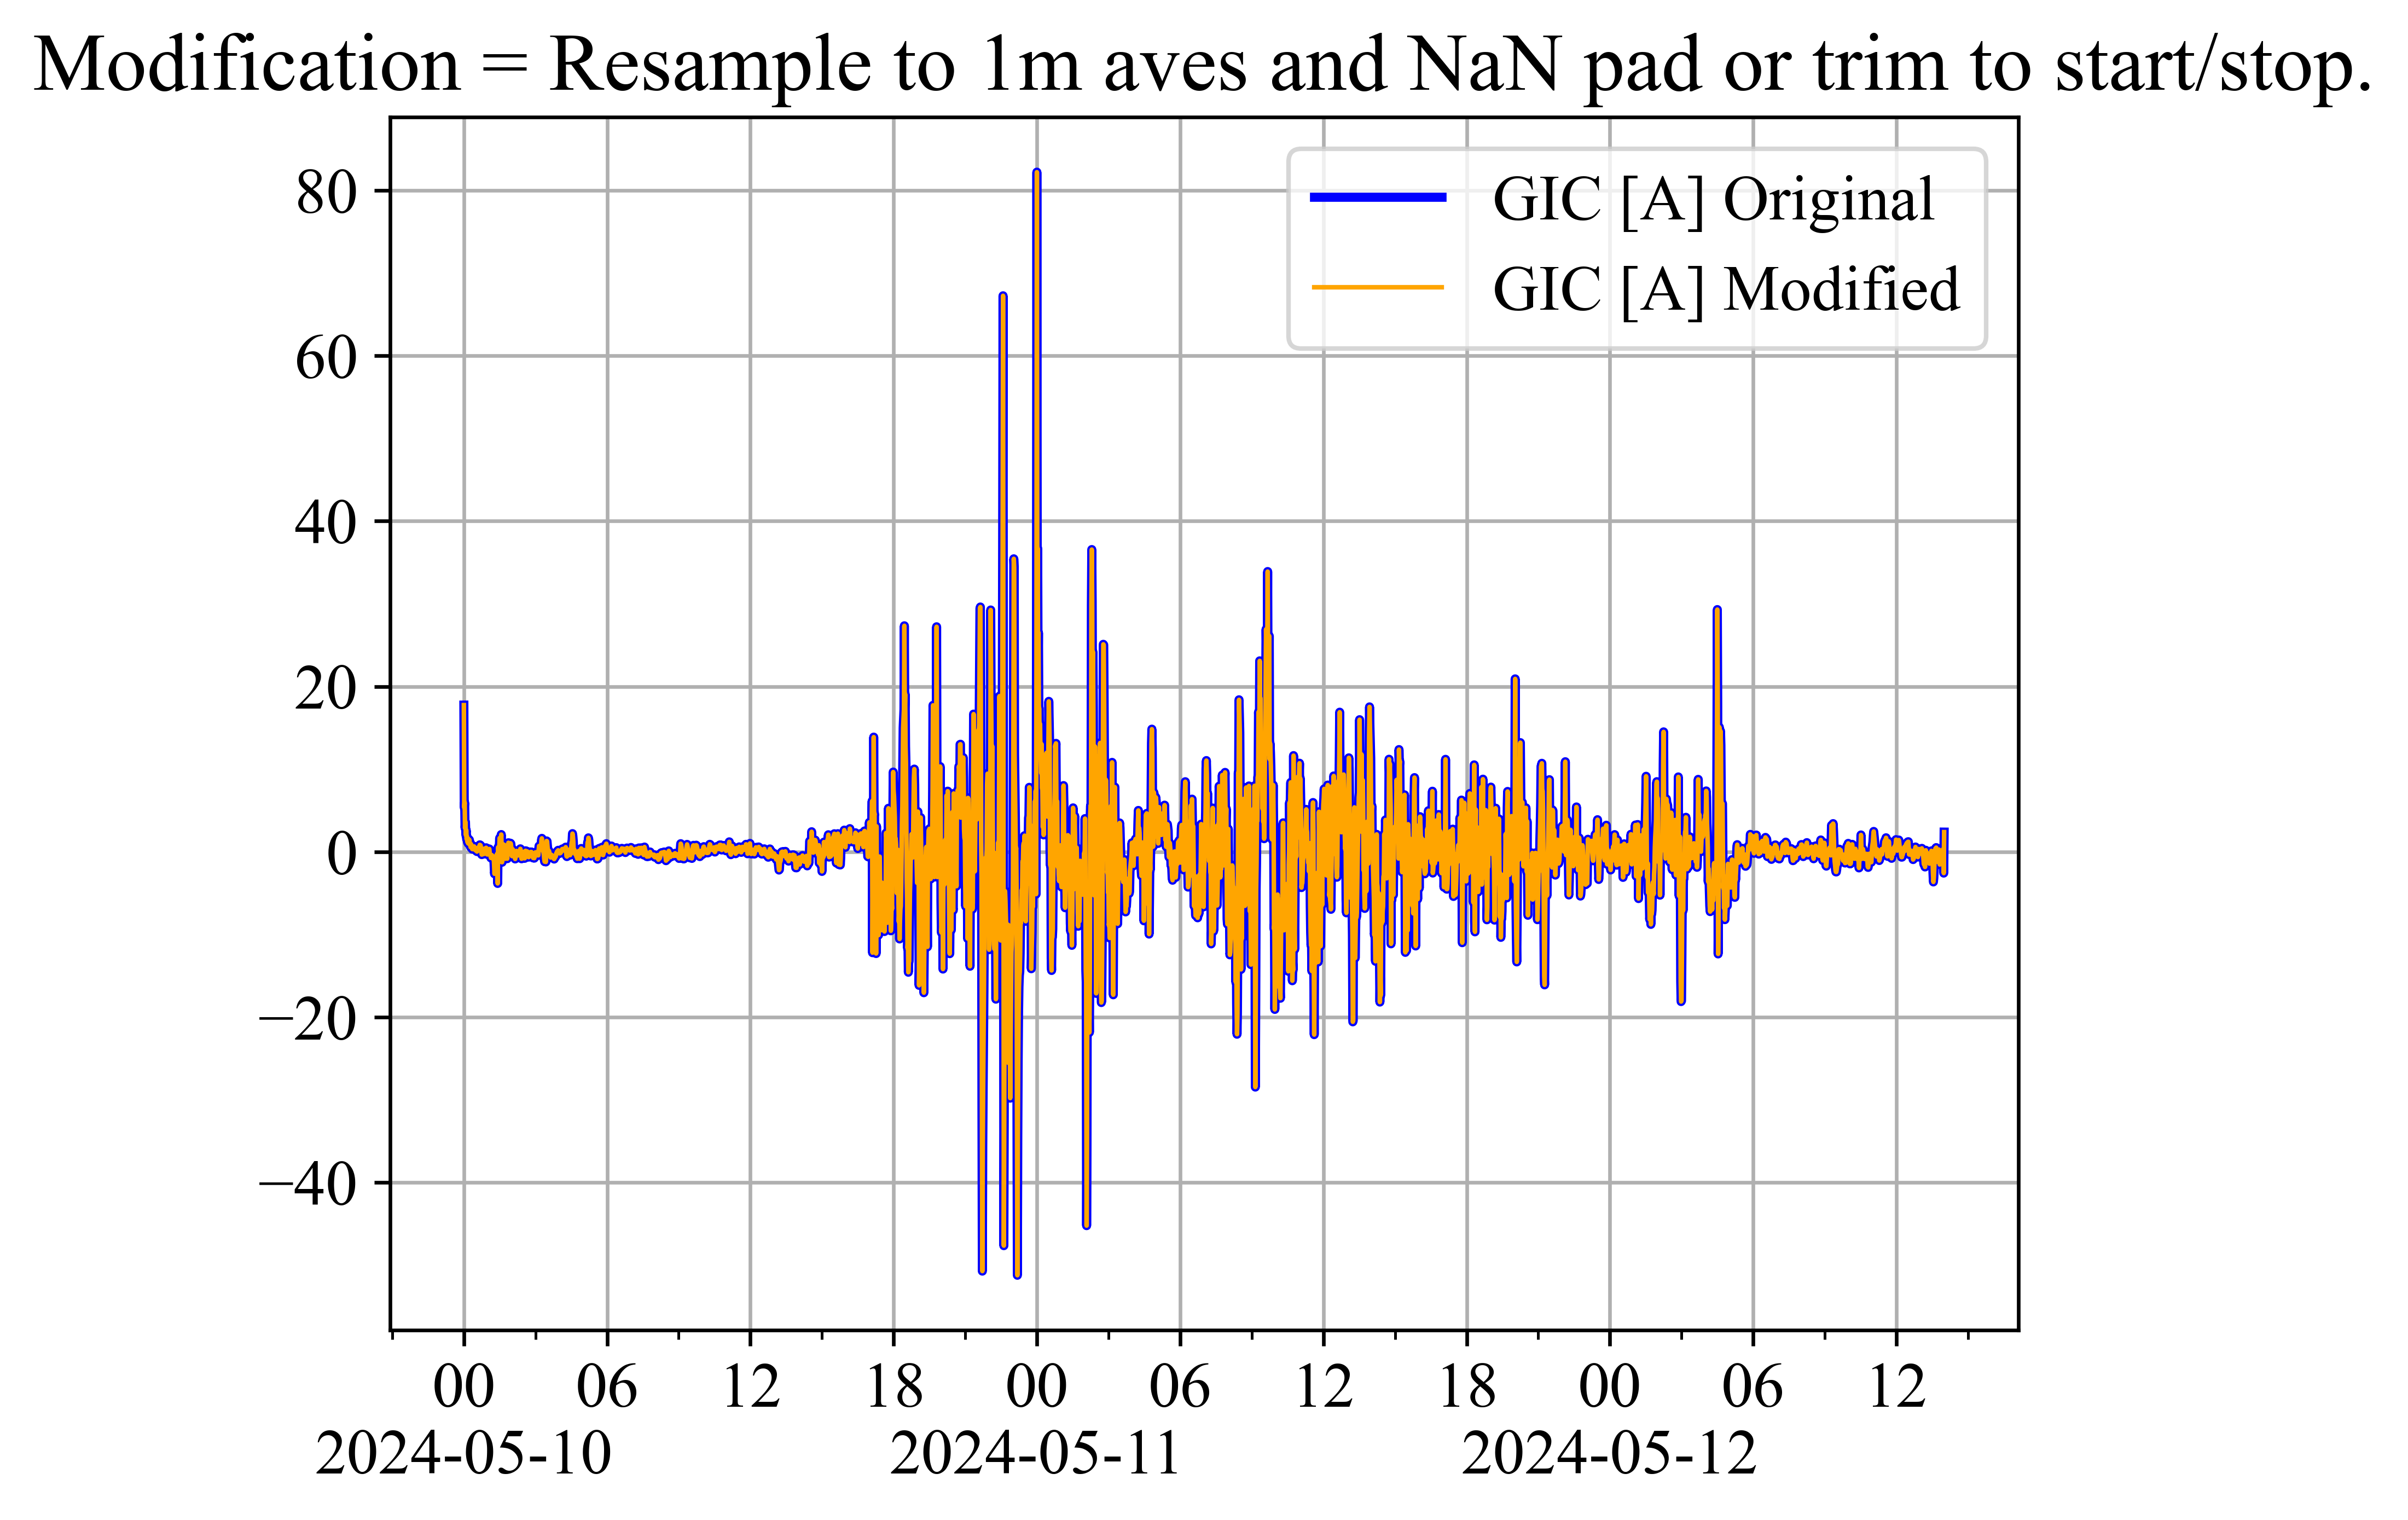 Modification = Resample to 1m aves and NaN pad or trim to start/stop.
GIC [A] Original
GIC [A] Modified
80
60
40
20
0
−20
−40
00 06 12 18 00 06 12 18 00 06 12
2024-05-10 2024-05-11 2024-05-12